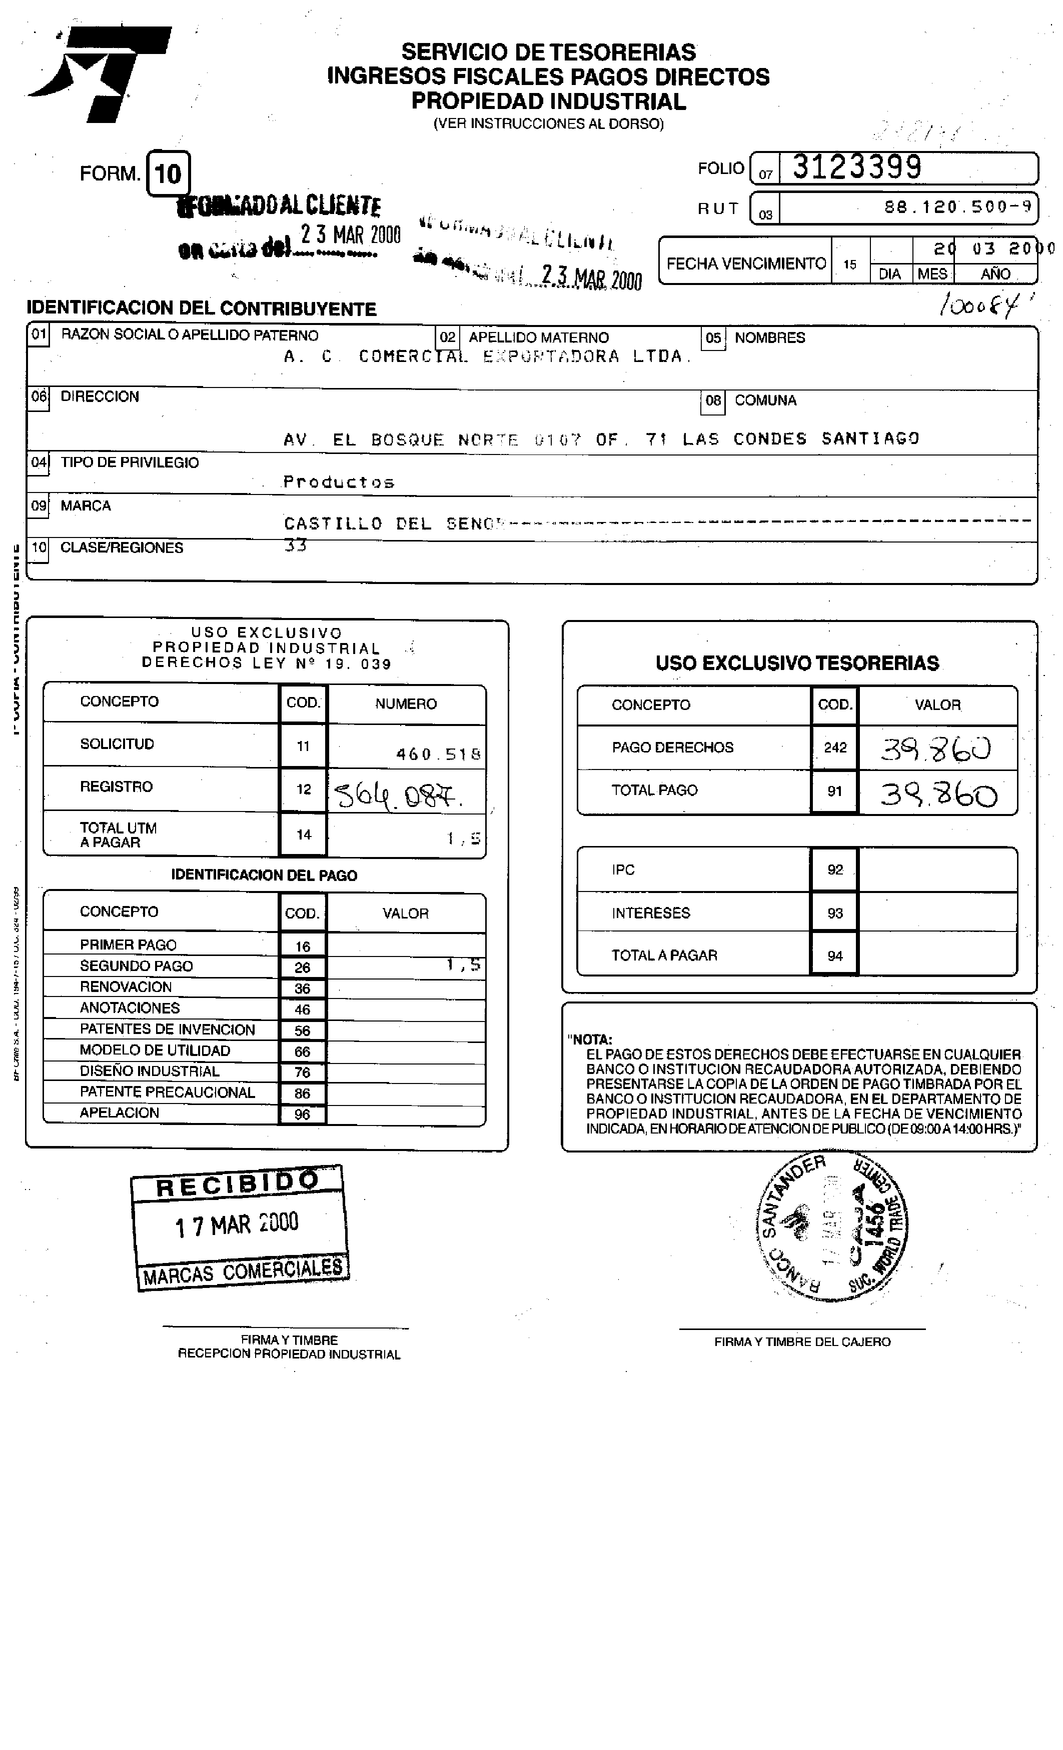 SERVICIO DE TESORERIAS
INGRESOS FISCALES PAGOS DIRECTOS
PROPIEDAD INDUSTRIAL
(VER INSTRUCCIONES AL DORSO)
FORM. 10
FOLIO 07 3123399
RUT 03 88.120.500-9
FECHA VENCIMIENTO 15 20 03 2000
DIA MES AÑO
INFORMADO AL CLIENTE
en carta del 23 MAR 2000
INFORMADO AL CLIENTE
23 MAR 2000
100084
IDENTIFICACION DEL CONTRIBUYENTE
01 RAZON SOCIAL O APELLIDO PATERNO 02 APELLIDO MATERNO 05 NOMBRES
A. C. COMERCIAL EXPORTADORA LTDA.
06 DIRECCION 08 COMUNA
AV. EL BOSQUE NORTE 0107 OF. 71 LAS CONDES SANTIAGO
04 TIPO DE PRIVILEGIO
Productos
09 MARCA
CASTILLO DEL SENOR
10 CLASE/REGIONES 33
1ª COPIA - CONTRIBUYENTE
USO EXCLUSIVO
PROPIEDAD INDUSTRIAL
DERECHOS LEY Nº 19. 039
CONCEPTO COD. NUMERO
SOLICITUD 11 460.518
REGISTRO 12 564.087.
TOTAL UTM
A PAGAR 14 1,5
IDENTIFICACION DEL PAGO
CONCEPTO COD. VALOR
PRIMER PAGO 16
SEGUNDO PAGO 26 1,5
RENOVACION 36
ANOTACIONES 46
PATENTES DE INVENCION 56
MODELO DE UTILIDAD 66
DISEÑO INDUSTRIAL 76
PATENTE PRECAUCIONAL 86
APELACION 96
USO EXCLUSIVO TESORERIAS
CONCEPTO COD. VALOR
PAGO DERECHOS 242 39.860
TOTAL PAGO 91 39.860
IPC 92
INTERESES 93
TOTAL A PAGAR 94
"NOTA:
EL PAGO DE ESTOS DERECHOS DEBE EFECTUARSE EN CUALQUIER
BANCO O INSTITUCION RECAUDADORA AUTORIZADA, DEBIENDO
PRESENTARSE LA COPIA DE LA ORDEN DE PAGO TIMBRADA POR EL
BANCO O INSTITUCION RECAUDADORA, EN EL DEPARTAMENTO DE
PROPIEDAD INDUSTRIAL, ANTES DE LA FECHA DE VENCIMIENTO
INDICADA, EN HORARIO DE ATENCION DE PUBLICO (DE 09:00 A 14:00 HRS.)"
RECIBIDO
17 MAR 2000
MARCAS COMERCIALES
BANCO SANTANDER
17 MAR
CAJA
1456
SUC. WORLD TRADE CENTER
FIRMA Y TIMBRE
RECEPCION PROPIEDAD INDUSTRIAL
FIRMA Y TIMBRE DEL CAJERO